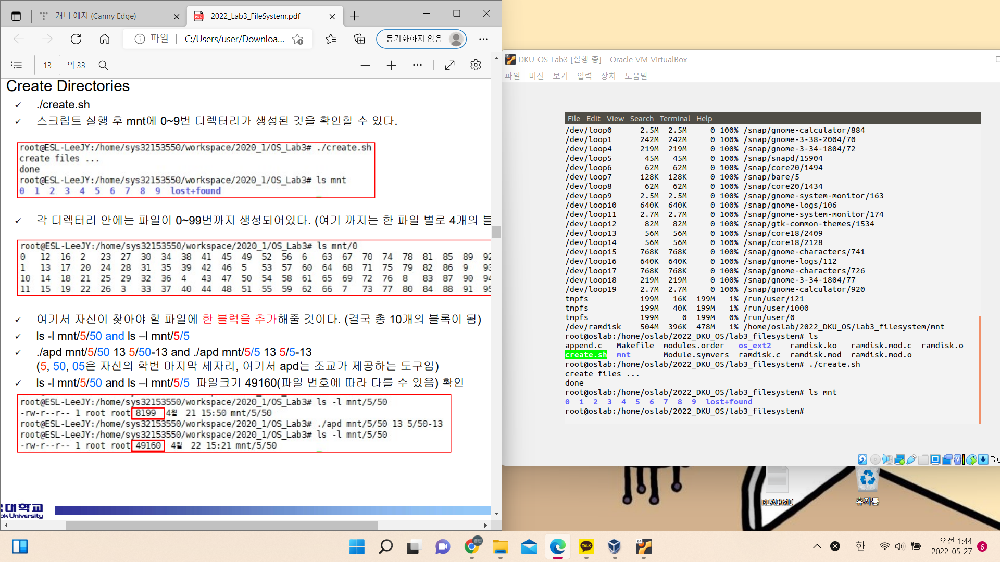 캐니 에지 (Canny Edge)
2022_Lab3_FileSystem.pdf
파일
C:/Users/user/Downloa...
동기화하지 않음
13
의 33
Create Directories
✓ ./create.sh
✓ 스크립트 실행 후 mnt에 0~9번 디렉터리가 생성된 것을 확인할 수 있다.
root@ESL-LeeJY:/home/sys32153550/workspace/2020_1/OS_Lab3# ./create.sh
create files ...
done
root@ESL-LeeJY:/home/sys32153550/workspace/2020_1/OS_Lab3# ls mnt
0 1 2 3 4 5 6 7 8 9 lost+found
✓ 각 디렉터리 안에는 파일이 0~99번까지 생성되어있다. (여기 까지는 한 파일 별로 4개의 블
root@ESL-LeeJY:/home/sys32153550/workspace/2020_1/OS_Lab3# ls mnt/0
0 12 16 2 23 27 30 34 38 41 45 49 52 56 6 63 67 70 74 78 81 85 89 92
1 13 17 20 24 28 31 35 39 42 46 5 53 57 60 64 68 71 75 79 82 86 9 93
10 14 18 21 25 29 32 36 4 43 47 50 54 58 61 65 69 72 76 8 83 87 90 94
11 15 19 22 26 3 33 37 40 44 48 51 55 59 62 66 7 73 77 80 84 88 91 95
✓ 여기서 자신이 찾아야 할 파일에 한 블럭을 추가해줄 것이다. (결국 총 10개의 블록이 됨)
✓ ls -l mnt/5/50 and ls –l mnt/5/5
✓ ./apd mnt/5/50 13 5/50-13 and ./apd mnt/5/5 13 5/5-13
(5, 50, 05은 자신의 학번 마지막 세자리, 여기서 apd는 조교가 제공하는 도구임)
✓ ls -l mnt/5/50 and ls –l mnt/5/5 파일크기 49160(파일 번호에 따라 다를 수 있음) 확인
root@ESL-LeeJY:/home/sys32153550/workspace/2020_1/OS_Lab3# ls -l mnt/5/50
-rw-r--r-- 1 root root 8199 4월 21 15:50 mnt/5/50
root@ESL-LeeJY:/home/sys32153550/workspace/2020_1/OS_Lab3# ./apd mnt/5/50 13 5/50-13
root@ESL-LeeJY:/home/sys32153550/workspace/2020_1/OS_Lab3# ls -l mnt/5/50
-rw-r--r-- 1 root root 49160 4월 22 15:21 mnt/5/50
대학교
ok University
DKU_OS_Lab3 [실행 중] - Oracle VM VirtualBox
파일 머신 보기 입력 장치 도움말
File Edit View Search Terminal Help
/dev/loop0 2.5M 2.5M 0 100% /snap/gnome-calculator/884
/dev/loop1 242M 242M 0 100% /snap/gnome-3-38-2004/70
/dev/loop4 219M 219M 0 100% /snap/gnome-3-34-1804/72
/dev/loop5 45M 45M 0 100% /snap/snapd/15904
/dev/loop6 62M 62M 0 100% /snap/core20/1494
/dev/loop7 128K 128K 0 100% /snap/bare/5
/dev/loop8 62M 62M 0 100% /snap/core20/1434
/dev/loop9 2.5M 2.5M 0 100% /snap/gnome-system-monitor/163
/dev/loop10 640K 640K 0 100% /snap/gnome-logs/106
/dev/loop11 2.7M 2.7M 0 100% /snap/gnome-system-monitor/174
/dev/loop12 82M 82M 0 100% /snap/gtk-common-themes/1534
/dev/loop13 56M 56M 0 100% /snap/core18/2409
/dev/loop14 56M 56M 0 100% /snap/core18/2128
/dev/loop15 768K 768K 0 100% /snap/gnome-characters/741
/dev/loop16 640K 640K 0 100% /snap/gnome-logs/112
/dev/loop17 768K 768K 0 100% /snap/gnome-characters/726
/dev/loop18 219M 219M 0 100% /snap/gnome-3-34-1804/77
/dev/loop19 2.7M 2.7M 0 100% /snap/gnome-calculator/920
tmpfs 199M 16K 199M 1% /run/user/121
tmpfs 199M 40K 199M 1% /run/user/1000
tmpfs 199M 0 199M 0% /run/user/0
/dev/ramdisk 504M 396K 478M 1% /home/oslab/2022_DKU_OS/lab3_filesystem/mnt
root@oslab:/home/oslab/2022_DKU_OS/lab3_filesystem# ls
append.c Makefile modules.order os_ext2 ramdisk.ko ramdisk.mod.c ramdisk.o
create.sh mnt Module.symvers ramdisk.c ramdisk.mod ramdisk.mod.o
root@oslab:/home/oslab/2022_DKU_OS/lab3_filesystem# ./create.sh
create files ...
done
root@oslab:/home/oslab/2022_DKU_OS/lab3_filesystem# ls mnt
0 1 2 3 4 5 6 7 8 9 lost+found
root@oslab:/home/oslab/2022_DKU_OS/lab3_filesystem#
Rig
README
휴지통
경민
TALK
64
한
오전 1:44
2022-05-27
6